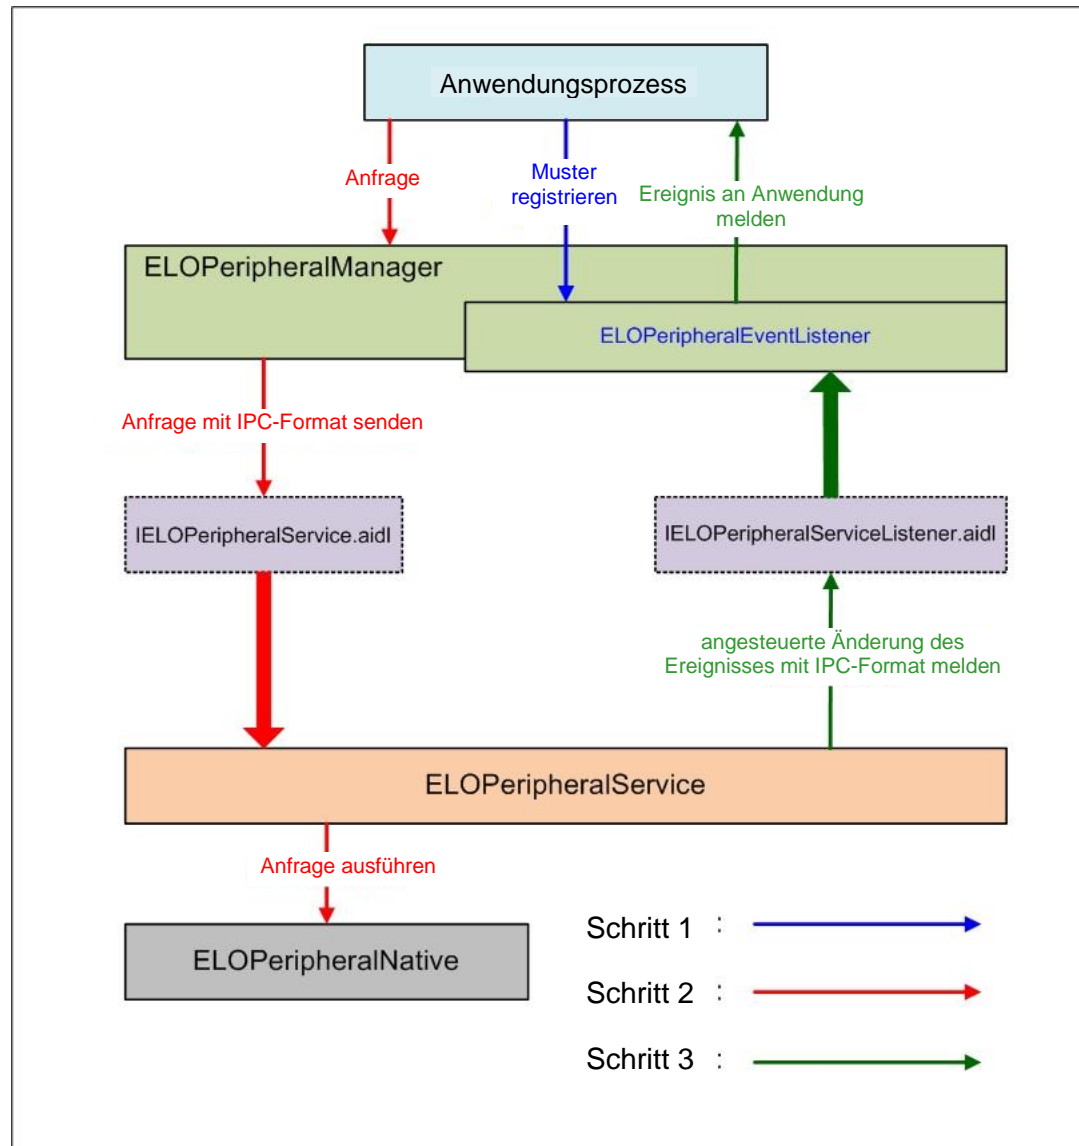 Anwendungsprozess
Anfrage
Muster
registrieren
Ereignis an Anwendung
melden
ELOPeripheralManager
ELOPeripheralEventListener
Anfrage mit IPC-Format senden
IELOPeripheralService.aidl
IELOPeripheralServiceListener.aidl
angesteuerte Änderung des
Ereignisses mit IPC-Format melden
ELOPeripheralService
Anfrage ausführen
ELOPeripheralNative
Schritt 1 :
Schritt 2 :
Schritt 3 :